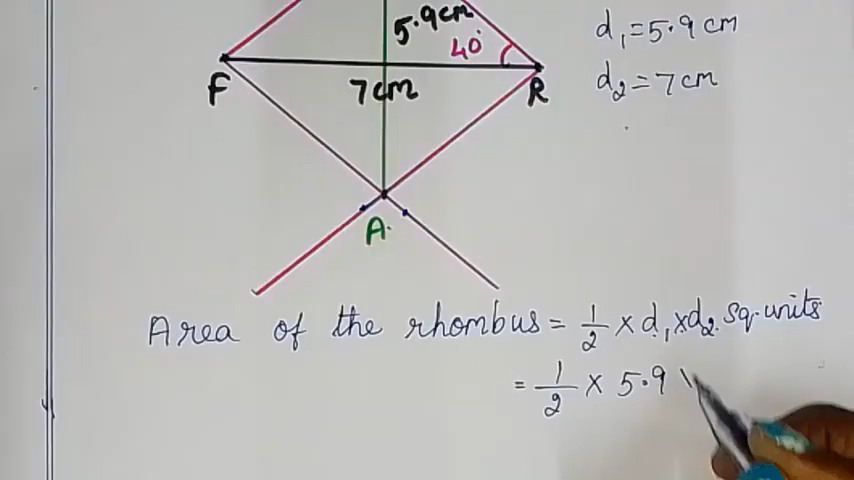 5.9cm
40°
F
7cm
R
A.
d₁=5.9 cm
d₂=7cm
Area of the rhombus = 1/2 × d₁ × d₂ sq.units
= 1/2 × 5.9